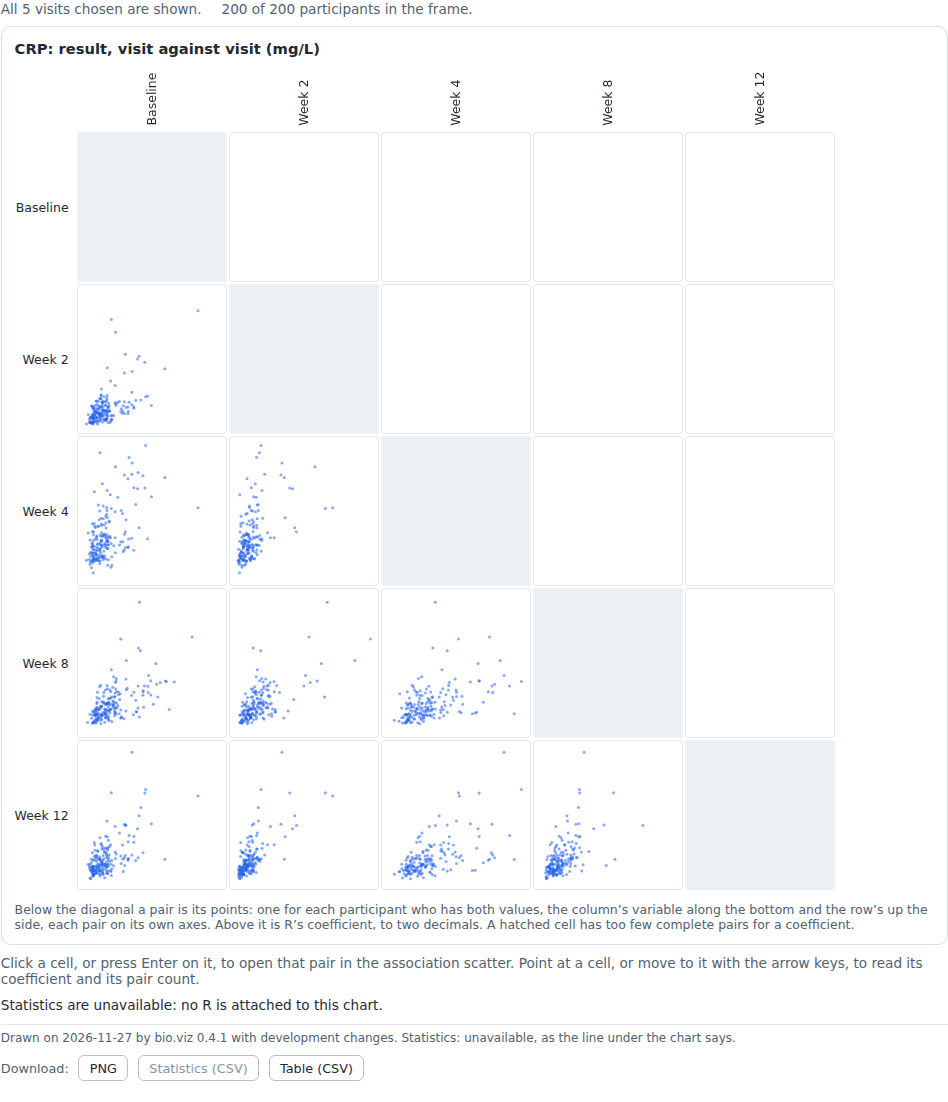 All 5 visits chosen are shown. 200 of 200 participants in the frame.
CRP: result, visit against visit (mg/L)
Baseline
Week 2
Week 4
Week 8
Week 12
Baseline
Week 2
Week 4
Week 8
Week 12
Below the diagonal a pair is its points: one for each participant who has both values, the column’s variable along the bottom and the row’s up the
side, each pair on its own axes. Above it is R’s coefficient, to two decimals. A hatched cell has too few complete pairs for a coefficient.
Click a cell, or press Enter on it, to open that pair in the association scatter. Point at a cell, or move to it with the arrow keys, to read its
coefficient and its pair count.
Statistics are unavailable: no R is attached to this chart.
Drawn on 2026-11-27 by bio.viz 0.4.1 with development changes. Statistics: unavailable, as the line under the chart says.
Download: PNG Statistics (CSV) Table (CSV)